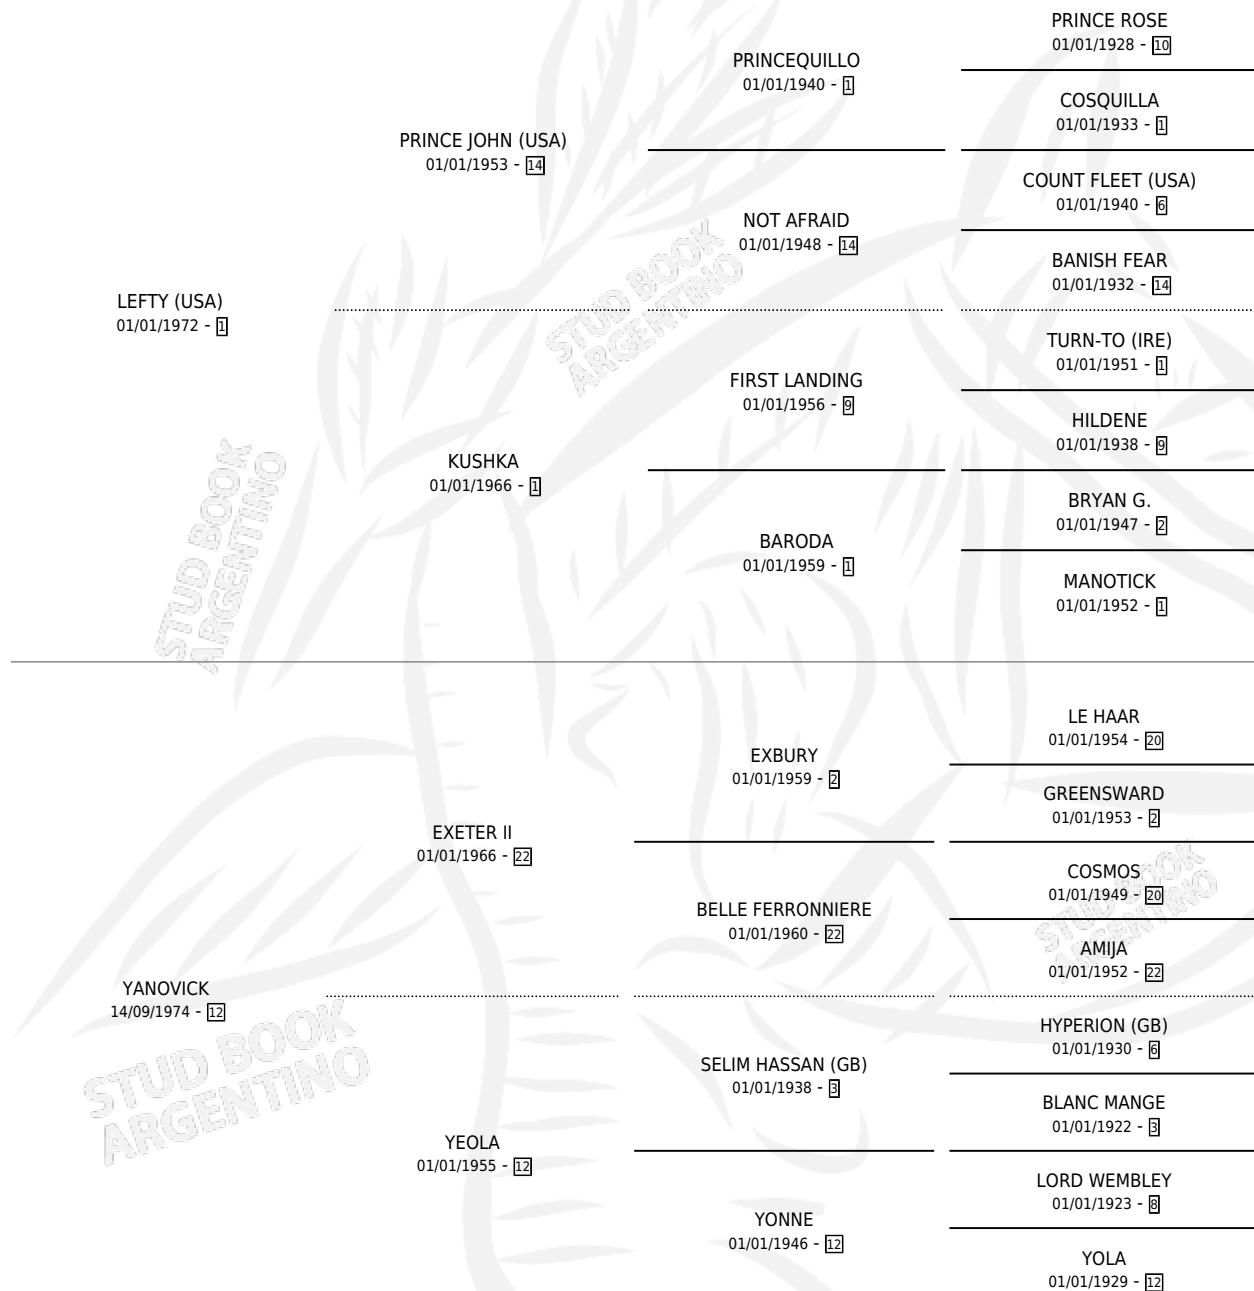 PRINCE ROSE
01/01/1928 - 10
PRINCEQUILLO
01/01/1940 - 1
COSQUILLA
01/01/1933 - 1
PRINCE JOHN (USA)
01/01/1953 - 14
COUNT FLEET (USA)
01/01/1940 - 6
NOT AFRAID
01/01/1948 - 14
BANISH FEAR
01/01/1932 - 14
LEFTY (USA)
01/01/1972 - 1
TURN-TO (IRE)
01/01/1951 - 1
FIRST LANDING
01/01/1956 - 9
HILDENE
01/01/1938 - 9
KUSHKA
01/01/1966 - 1
BRYAN G.
01/01/1947 - 2
BARODA
01/01/1959 - 1
MANOTICK
01/01/1952 - 1
LE HAAR
01/01/1954 - 20
EXBURY
01/01/1959 - 2
GREENSWARD
01/01/1953 - 2
EXETER II
01/01/1966 - 22
COSMOS
01/01/1949 - 20
BELLE FERRONNIERE
01/01/1960 - 22
AMIJA
01/01/1952 - 22
YANOVICK
14/09/1974 - 12
HYPERION (GB)
01/01/1930 - 6
SELIM HASSAN (GB)
01/01/1938 - 3
BLANC MANGE
01/01/1922 - 3
YEOLA
01/01/1955 - 12
LORD WEMBLEY
01/01/1923 - 8
YONNE
01/01/1946 - 12
YOLA
01/01/1929 - 12
STUD BOOK
ARGENTINO
STUD BOOK
ARGENTINO
STUD BOOK
ARGENTINO
STUD BOOK
ARGENTINO